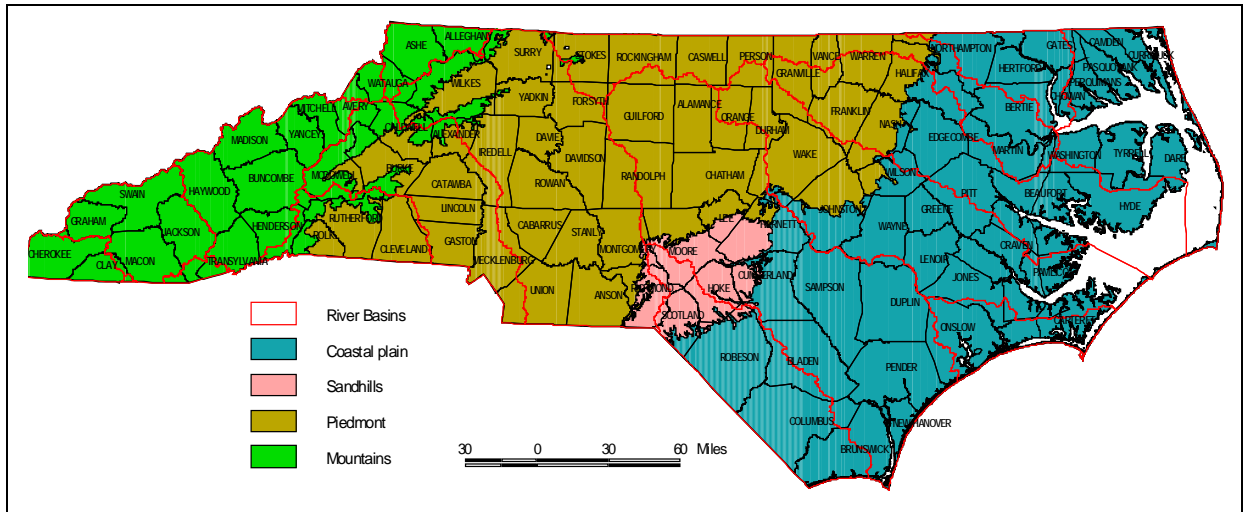 ASHE
ALLEGHANY
SURRY
STOKES
ROCKINGHAM
CASWELL
PERSON
VANCE
WARREN
GRANVILLE
HALIFAX
NORTHAMPTON
HERTFORD
GATES
CAMDEN
CURRITUCK
PASQUOTANK
PERQUIMANS
CHOWAN
WATAUGA
WILKES
YADKIN
FORSYTH
GUILFORD
ALAMANCE
ORANGE
DURHAM
FRANKLIN
NASH
BERTIE
EDGECOMBE
MARTIN
WASHINGTON
TYRRELL
DARE
MITCHELL
AVERY
CALDWELL
ALEXANDER
MADISON
YANCEY
IREDELL
DAVIE
DAVIDSON
RANDOLPH
CHATHAM
WAKE
WILSON
PITT
BEAUFORT
HYDE
SWAIN
HAYWOOD
BUNCOMBE
MCDOWELL
BURKE
CATAWBA
ROWAN
LINCOLN
GRAHAM
JACKSON
HENDERSON
RUTHERFORD
POLK
CLEVELAND
GASTON
CABARRUS
STANLY
MONTGOMERY
MOORE
LEE
HARNETT
JOHNSTON
WAYNE
GREENE
CRAVEN
LENOIR
JONES
PAMLICO
CHEROKEE
CLAY
MACON
TRANSYLVANIA
MECKLENBURG
UNION
ANSON
RICHMOND
HOKE
SCOTLAND
CUMBERLAND
SAMPSON
DUPLIN
ONSLOW
CARTERET
ROBESON
BLADEN
PENDER
COLUMBUS
NEW HANOVER
BRUNSWICK
River Basins
Coastal plain
Sandhills
Piedmont
Mountains
30 0 30 60 Miles